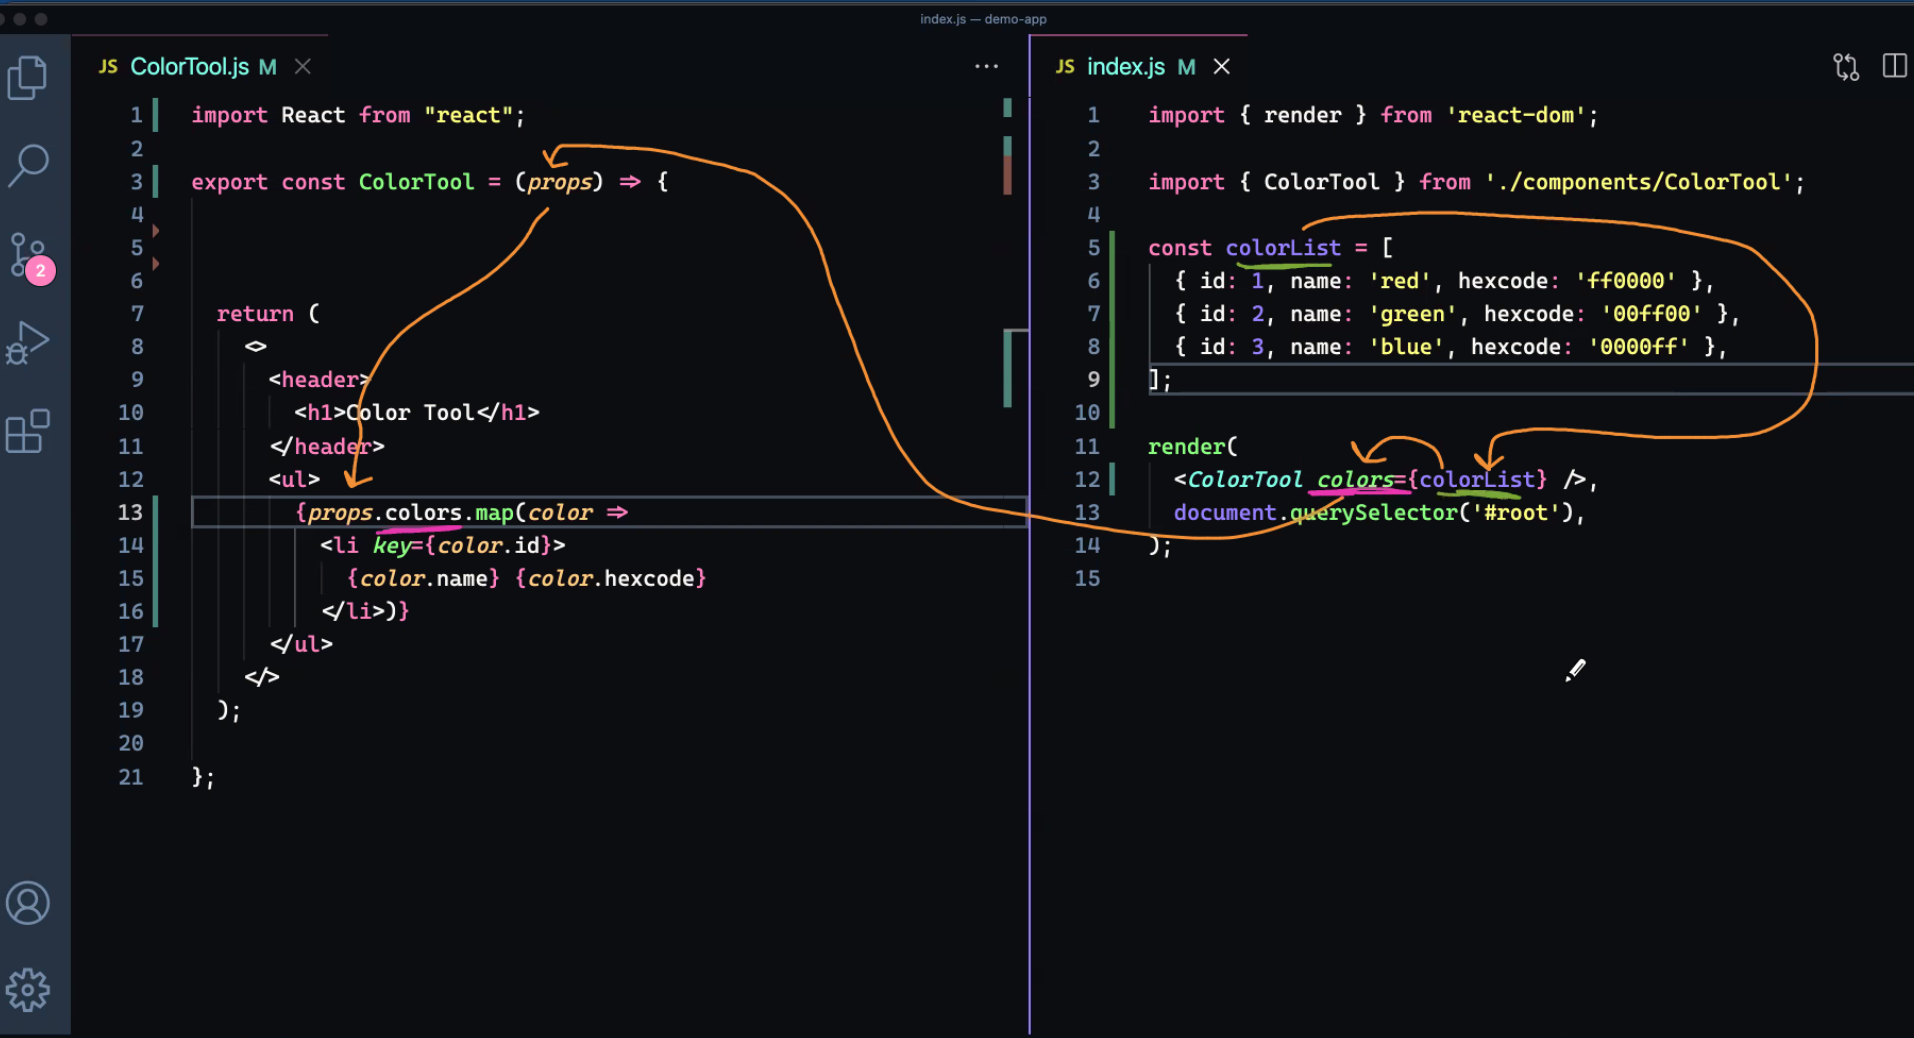 index.js — demo-app
JS ColorTool.js M
1 import React from "react";
2
3 export const ColorTool = (props) => {
4
5
6
7 return (
8 <>
9 <header>
10 <h1>Color Tool</h1>
11 </header>
12 <ul>
13 {props.colors.map(color =>
14 <li key={color.id}>
15 {color.name} {color.hexcode}
16 </li>)}
17 </ul>
18 </>
19 );
20
21 };
JS index.js M
1 import { render } from 'react-dom';
2
3 import { ColorTool } from './components/ColorTool';
4
5 const colorList = [
6 { id: 1, name: 'red', hexcode: 'ff0000' },
7 { id: 2, name: 'green', hexcode: '00ff00' },
8 { id: 3, name: 'blue', hexcode: '0000ff' },
9 ];
10
11 render(
12 <ColorTool colors={colorList} />,
13 document.querySelector('#root'),
14 );
15
2